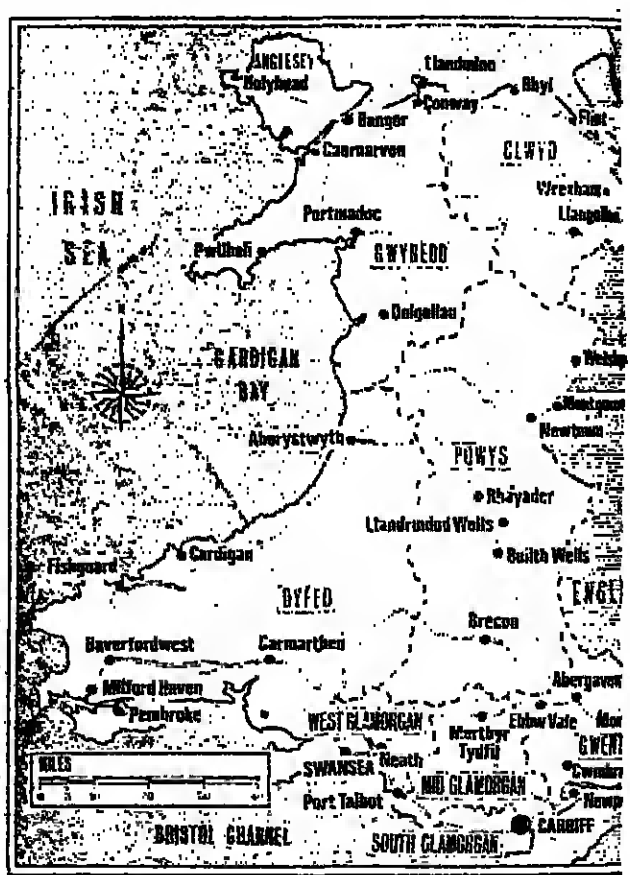 ANGLESEY
Holyhead
Llandudno
Conway
Rhyl
Flint
Bangor
Caernarvon
CLWYD
Wrexham
IRISH
SEA
Portmadoc
Pwllheli
GWYNEDD
Dolgellau
CARDIGAN
BAY
Newtown
Aberystwyth
POWYS
Rhayader
Llandrindod Wells
Fishguard
Cardigan
Builth Wells
DYFED
Brecon
Haverfordwest
Carmarthen
Milford Haven
Pembroke
WEST GLAMORGAN
Merthyr
Tydfil
Ebbw Vale
MILES
SWANSEA
Neath
Port Talbot
MID GLAMORGAN
BRISTOL CHANNEL
SOUTH GLAMORGAN
CARDIFF